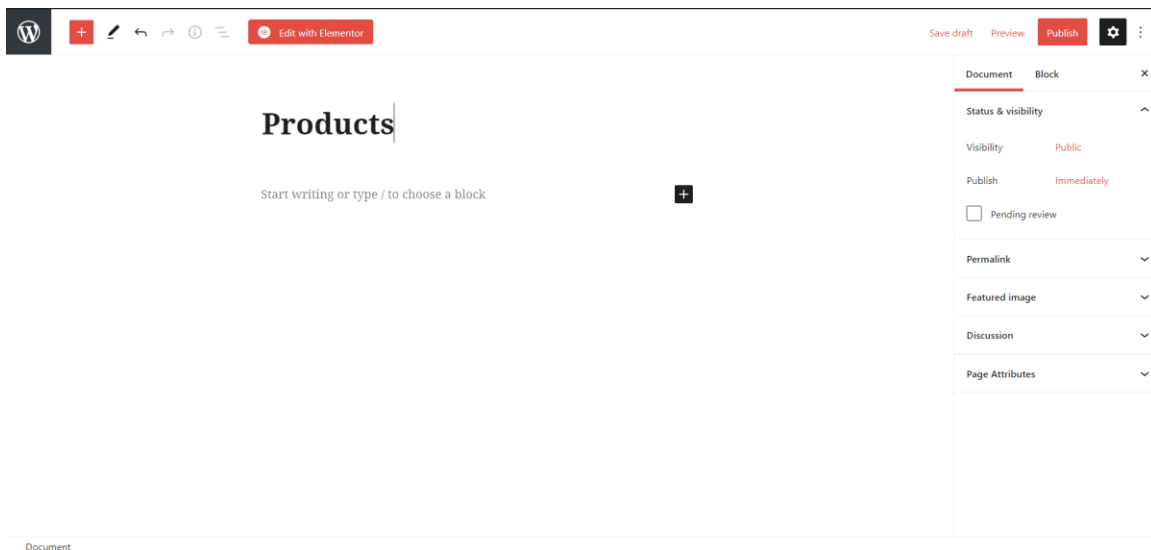 Edit with Elementor
Save draft Preview Publish
Document Block
Products
Status & visibility
Visibility Public
Publish Immediately
Pending review
Start writing or type / to choose a block
Permalink
Featured image
Discussion
Page Attributes
Document